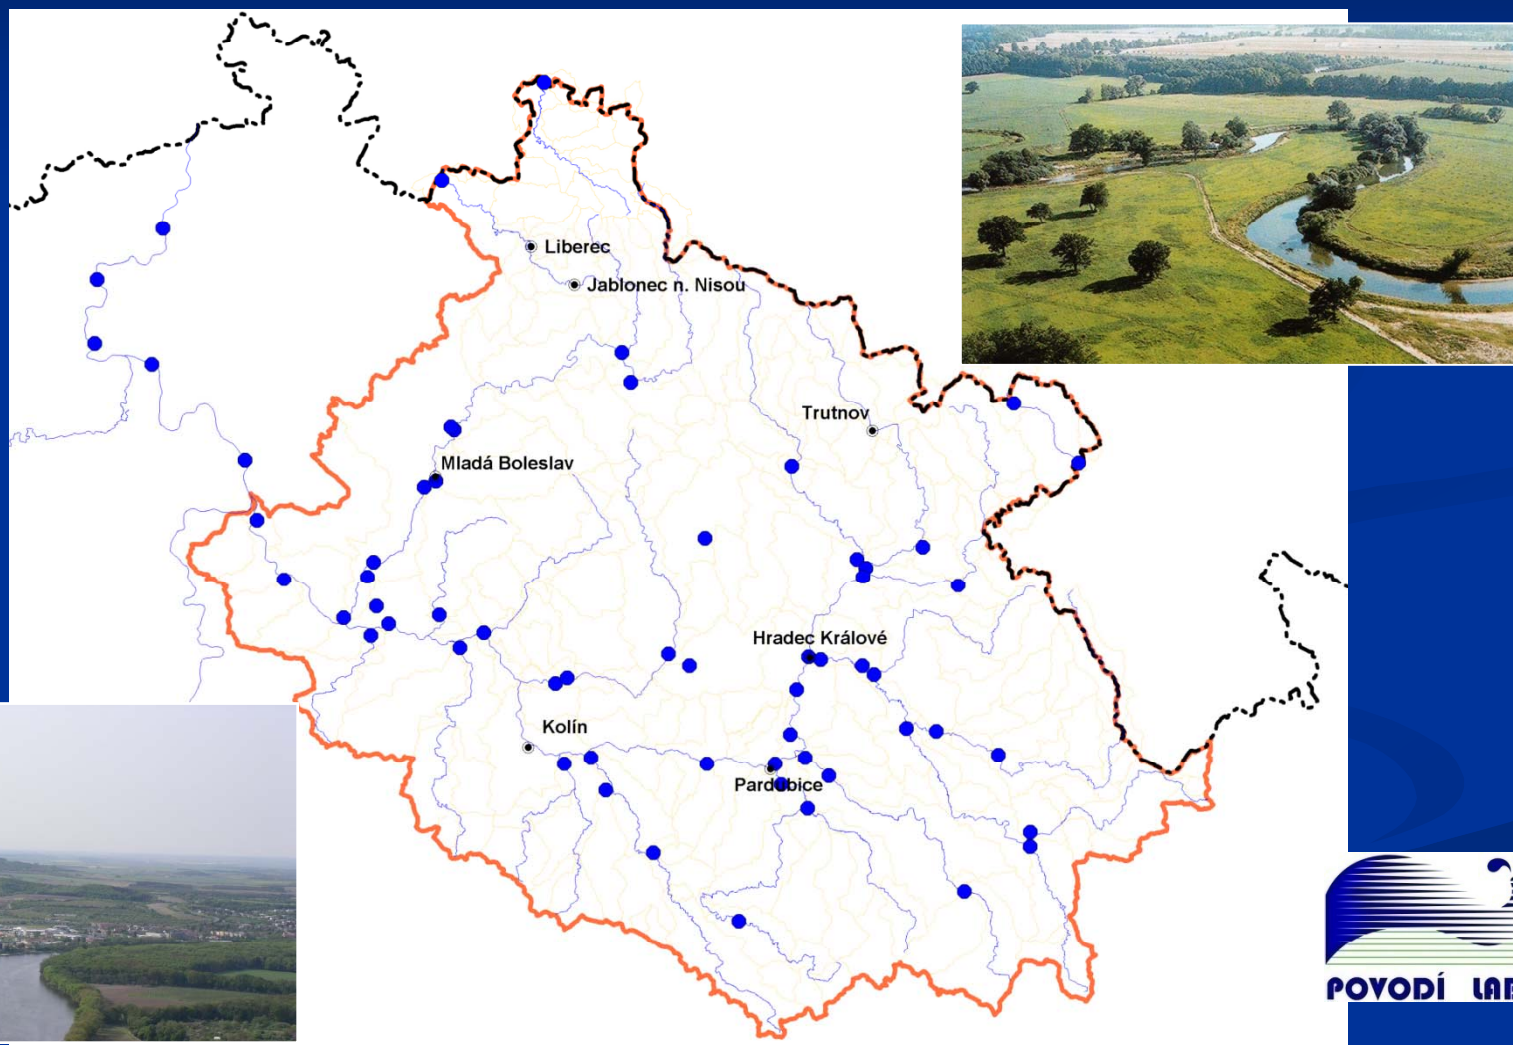 Liberec
Jablonec n. Nisou
Trutnov
Mladá Boleslav
Hradec Králové
Kolín
Pardubice
POVODÍ